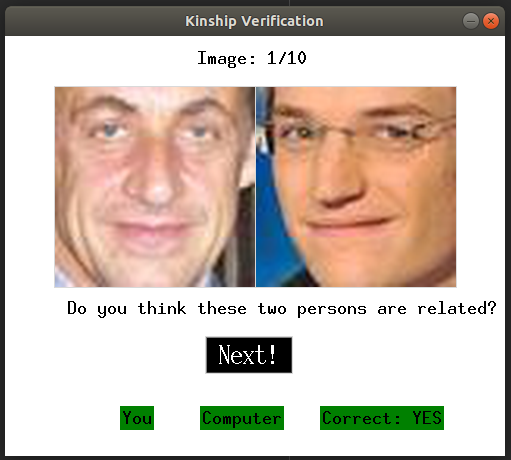 Kinship Verification
Image: 1/10
Do you think these two persons are related?
Next!
You Computer Correct: YES